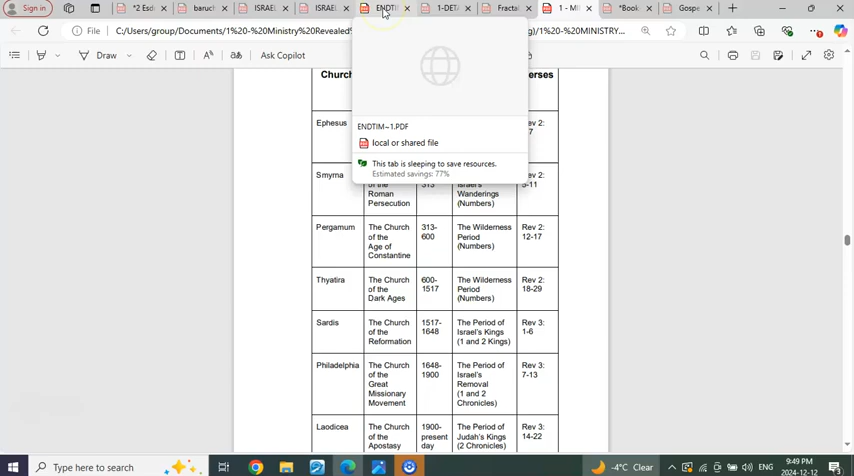 Sign in
*2 Esd
baruch
ISRAEL
ISRAEL
ENDTIM
1-DETA
Fractal
1 - MI
*Book
Gospe
File
C:/Users/group/Documents/1%20-%20Ministry%20Reveale
g)/1%20-%20MINISTRY...
Draw
Ask Copilot
ENDTIM~1.PDF
local or shared file
This tab is sleeping to save resources.
Estimated savings: 77%
Church
erses
Ephesus
ev 2:
7
Smyrna
of the
Roman
Persecution
313
Israel's
Wanderings
(Numbers)
ev 2:
5-11
Pergamum
The Church
of the
Age of
Constantine
313-
600
The Wilderness
Period
(Numbers)
Rev 2:
12-17
Thyatira
The Church
of the
Dark Ages
600-
1517
The Wilderness
Period
(Numbers)
Rev 2:
18-29
Sardis
The Church
of the
Reformation
1517-
1648
The Period of
Israel's Kings
(1 and 2 Kings)
Rev 3:
1-6
Philadelphia
The Church
of the
Great
Missionary
Movement
1648-
1900
The Period of
Israel's
Removal
(1 and 2
Chronicles)
Rev 3:
7-13
Laodicea
The Church
of the
Apostasy
1900-
present
day
The Period of
Judah's Kings
(2 Chronicles)
Rev 3:
14-22
Type here to search
-4°C Clear
ENG
9:49 PM
2024-12-12